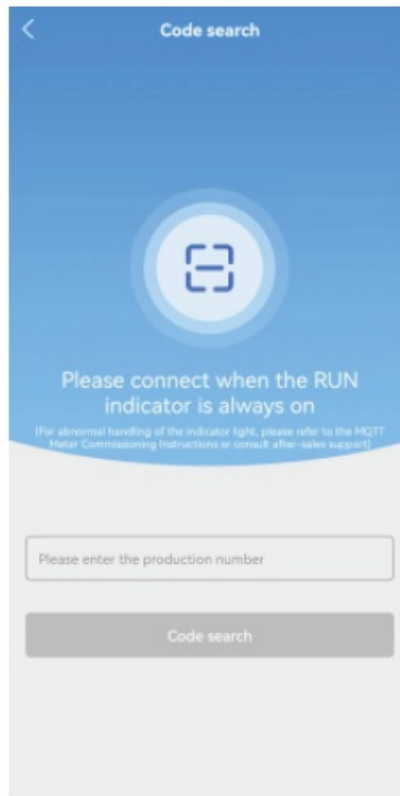 Code search
Please connect when the RUN
indicator is always on
(For abnormal handling of the indicator light, please refer to the MQTT
Meter Commissioning Instructions or consult after-sales support)
Please enter the production number
Code search